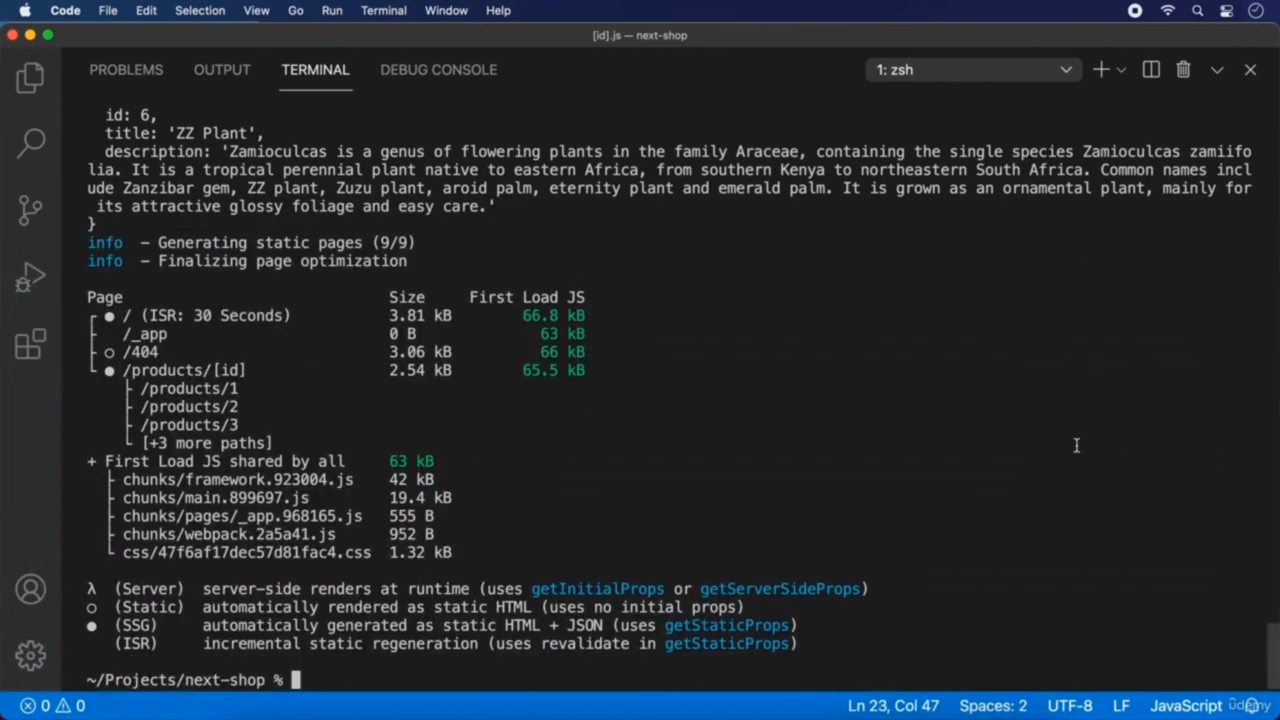 Code File Edit Selection View Go Run Terminal Window Help
[id].js — next-shop
PROBLEMS OUTPUT TERMINAL DEBUG CONSOLE 1: zsh
id: 6,
title: 'ZZ Plant',
description: 'Zamioculcas is a genus of flowering plants in the family Araceae, containing the single species Zamioculcas zamiifo
lia. It is a tropical perennial plant native to eastern Africa, from southern Kenya to northeastern South Africa. Common names incl
ude Zanzibar gem, ZZ plant, Zuzu plant, aroid palm, eternity plant and emerald palm. It is grown as an ornamental plant, mainly for
its attractive glossy foliage and easy care.'
}
info - Generating static pages (9/9)
info - Finalizing page optimization
Page Size First Load JS
┌ ● / (ISR: 30 Seconds) 3.81 kB 66.8 kB
├ /_app 0 B 63 kB
├ ○ /404 3.06 kB 66 kB
└ ● /products/[id] 2.54 kB 65.5 kB
├ /products/1
├ /products/2
├ /products/3
└ [+3 more paths]
+ First Load JS shared by all 63 kB
├ chunks/framework.923004.js 42 kB
├ chunks/main.899697.js 19.4 kB
├ chunks/pages/_app.968165.js 555 B
├ chunks/webpack.2a5a41.js 952 B
└ css/47f6af17dec57d81fac4.css 1.32 kB
λ (Server) server-side renders at runtime (uses getInitialProps or getServerSideProps)
○ (Static) automatically rendered as static HTML (uses no initial props)
● (SSG) automatically generated as static HTML + JSON (uses getStaticProps)
(ISR) incremental static regeneration (uses revalidate in getStaticProps)
~/Projects/next-shop %
0 0 Ln 23, Col 47 Spaces: 2 UTF-8 LF JavaScript udemy